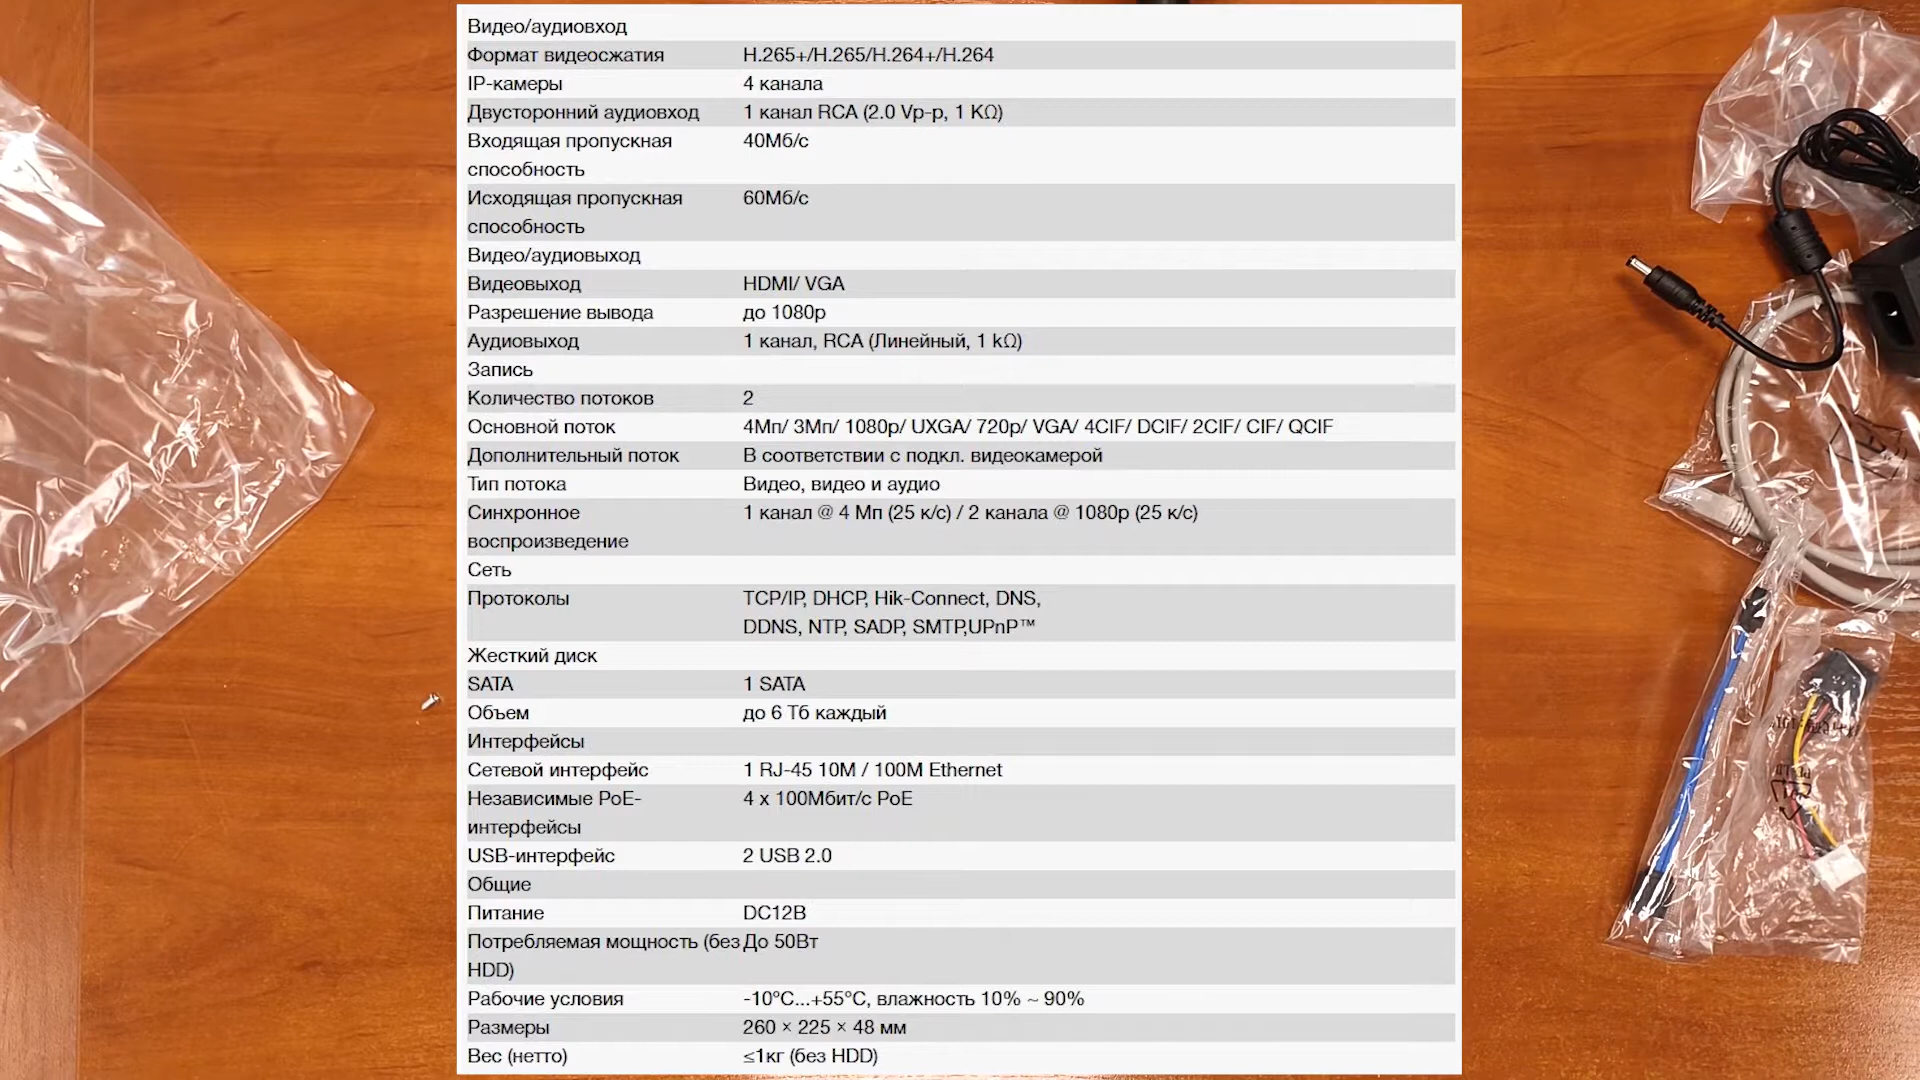 Видео/аудиовход
Формат видеосжатия H.265+/H.265/H.264+/H.264
IP-камеры 4 канала
Двусторонний аудиовход 1 канал RCA (2.0 Vp-p, 1 KΩ)
Входящая пропускная 40Мб/с
способность
Исходящая пропускная 60Мб/с
способность
Видео/аудиовыход
Видеовыход HDMI/ VGA
Разрешение вывода до 1080p
Аудиовыход 1 канал, RCA (Линейный, 1 kΩ)
Запись
Количество потоков 2
Основной поток 4Мп/ 3Мп/ 1080p/ UXGA/ 720p/ VGA/ 4CIF/ DCIF/ 2CIF/ CIF/ QCIF
Дополнительный поток В соответствии с подкл. видеокамерой
Тип потока Видео, видео и аудио
Синхронное 1 канал @ 4 Мп (25 к/с) / 2 канала @ 1080p (25 к/с)
воспроизведение
Сеть
Протоколы TCP/IP, DHCP, Hik-Connect, DNS,
DDNS, NTP, SADP, SMTP,UPnP™
Жесткий диск
SATA 1 SATA
Объем до 6 Тб каждый
Интерфейсы
Сетевой интерфейс 1 RJ-45 10M / 100M Ethernet
Независимые PoE- 4 x 100Мбит/с PoE
интерфейсы
USB-интерфейс 2 USB 2.0
Общие
Питание DC12В
Потребляемая мощность (без До 50Вт
HDD)
Рабочие условия -10°C...+55°C, влажность 10% ~ 90%
Размеры 260 × 225 × 48 мм
Вес (нетто) ≤1кг (без HDD)